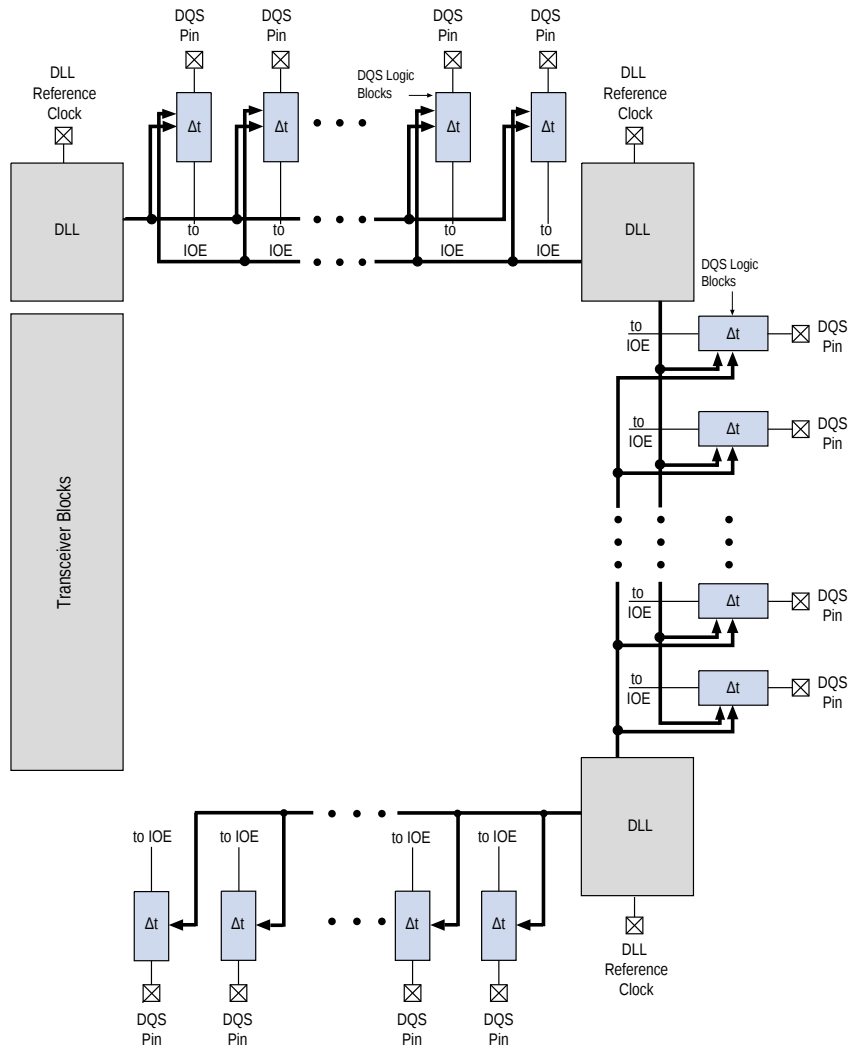 DQS
Pin
DQS
Pin
DQS
Pin
DQS
Pin
DLL
Reference
Clock
DQS Logic
Blocks
DLL
Reference
Clock
Δt
Δt
Δt
Δt
DLL
to
IOE
to
IOE
to
IOE
to
IOE
DLL
DQS Logic
Blocks
to
IOE
Δt
DQS
Pin
to
IOE
Δt
DQS
Pin
Transceiver Blocks
to
IOE
Δt
DQS
Pin
to
IOE
Δt
DQS
Pin
DLL
to IOE
to IOE
to IOE
to IOE
Δt
Δt
Δt
Δt
DLL
Reference
Clock
DQS
Pin
DQS
Pin
DQS
Pin
DQS
Pin